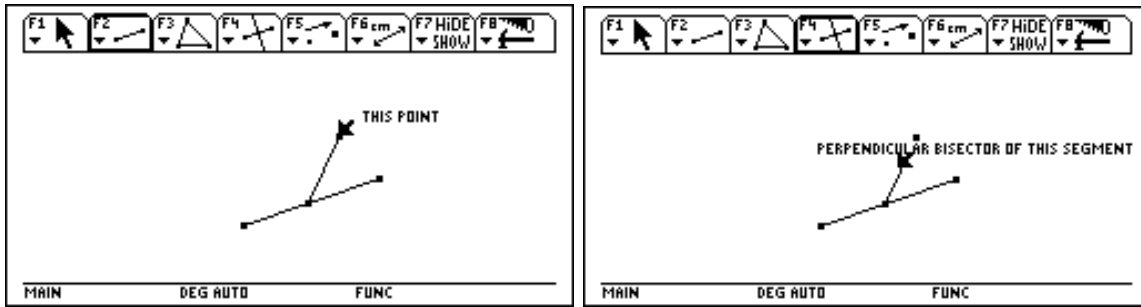 F1 F2 F3 F4 F5 F6 cm F7 HiDE SHOW F8
THIS POINT
MAIN DEG AUTO FUNC
F1 F2 F3 F4 F5 F6 cm F7 HiDE SHOW F8
PERPENDICULAR BISECTOR OF THIS SEGMENT
MAIN DEG AUTO FUNC